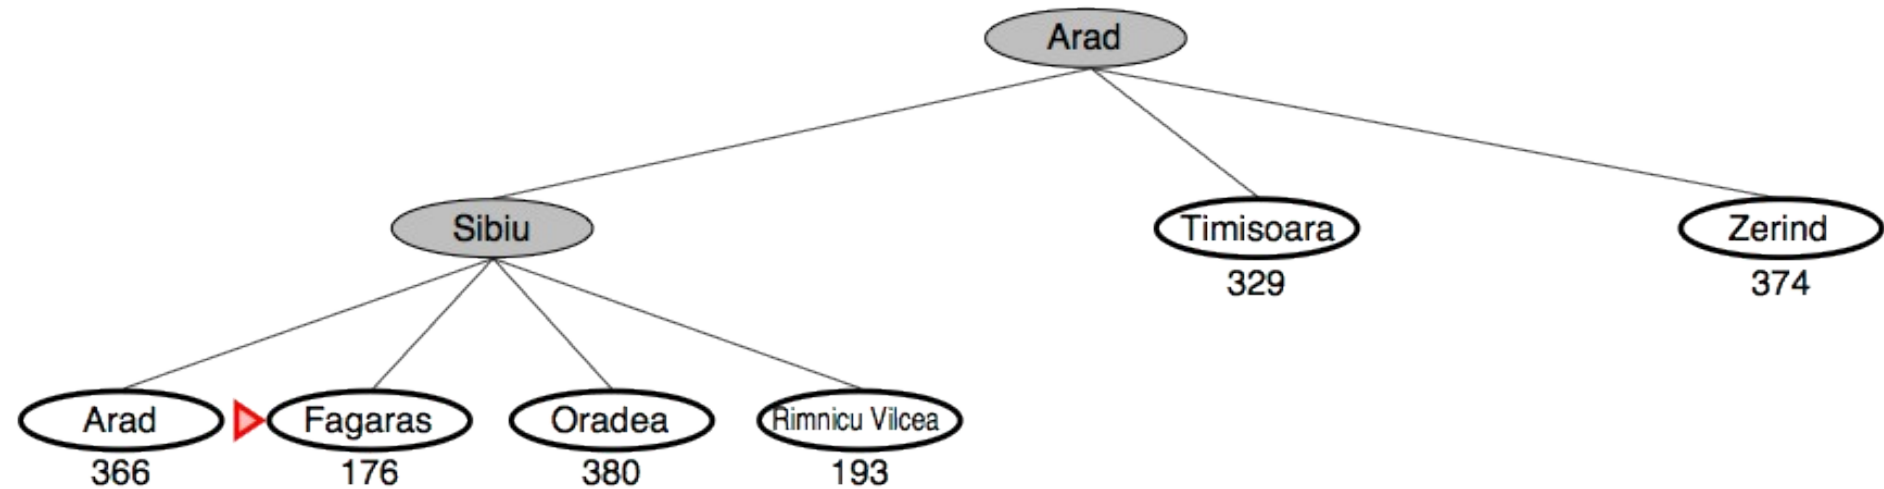 Arad
Sibiu
Timisoara
Zerind
329
374
Arad
Fagaras
Oradea
Rimnicu Vilcea
366
176
380
193